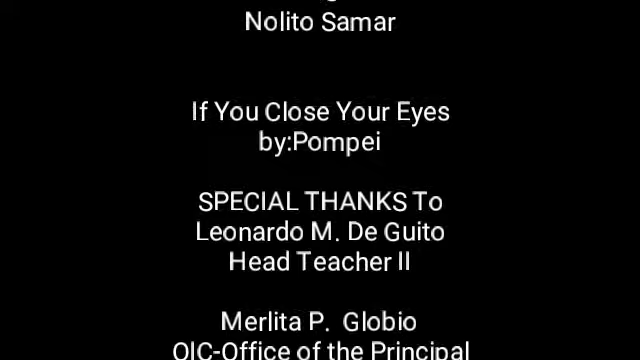 Nolito Samar
If You Close Your Eyes
by:Pompei
SPECIAL THANKS To
Leonardo M. De Guito
Head Teacher II
Merlita P. Globio
OIC-Office of the Principal